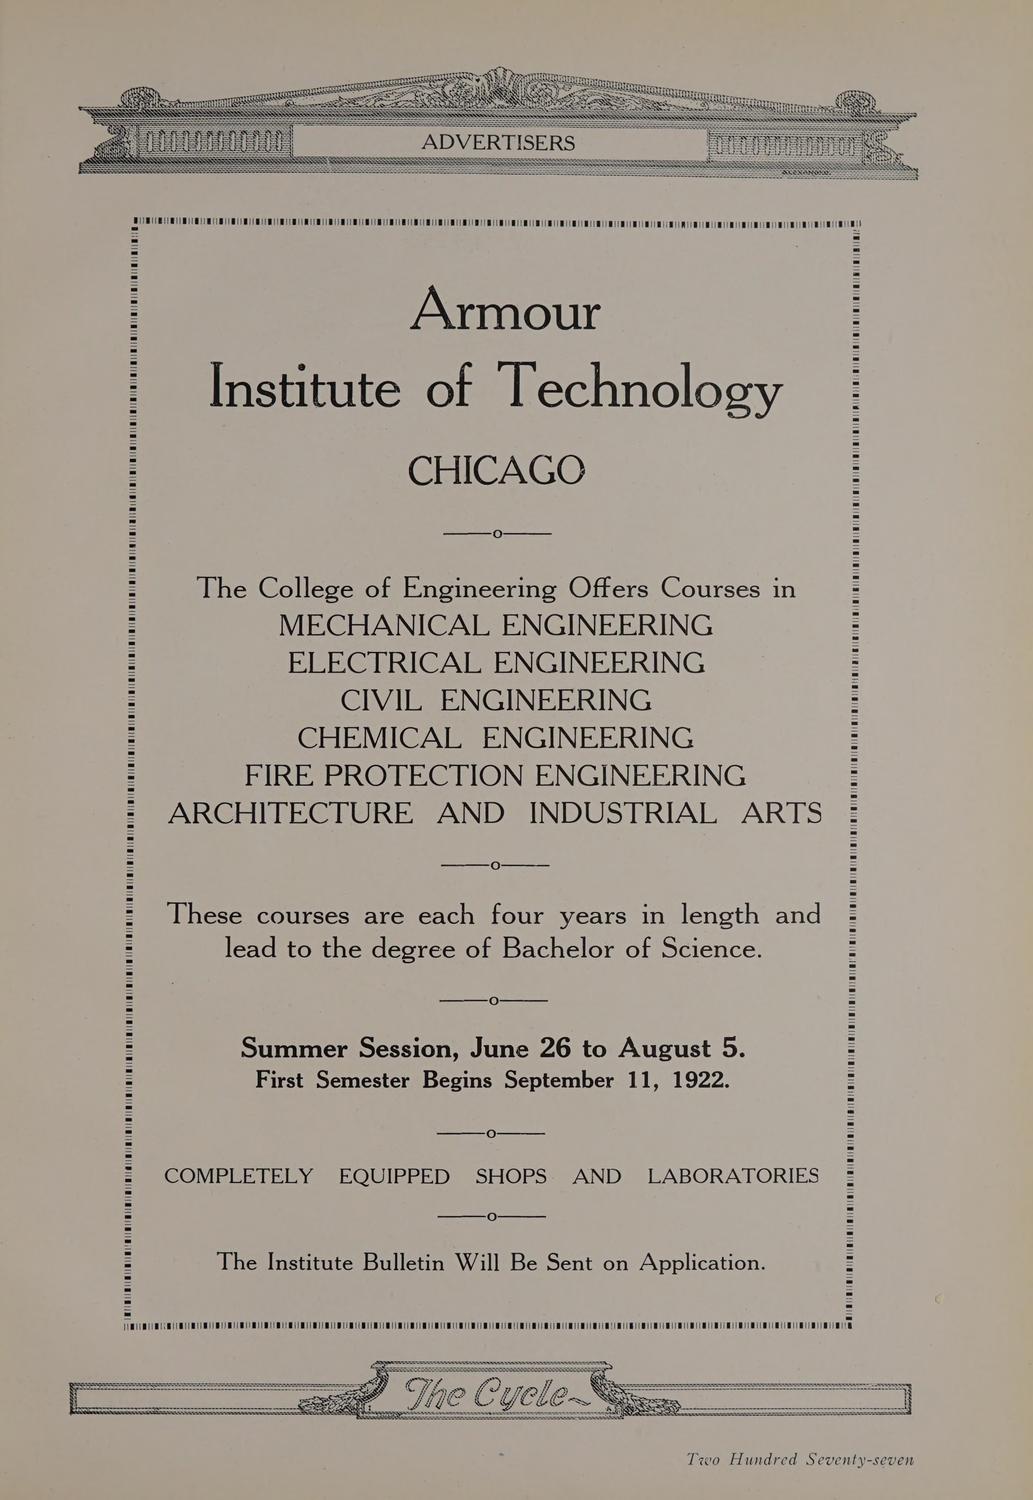 ADVERTISERS
ALEXANDER.
Armour
Institute of Technology
CHICAGO
The College of Engineering Offers Courses in
MECHANICAL ENGINEERING
ELECTRICAL ENGINEERING
CIVIL ENGINEERING
CHEMICAL ENGINEERING
FIRE PROTECTION ENGINEERING
ARCHITECTURE AND INDUSTRIAL ARTS
These courses are each four years in length and
lead to the degree of Bachelor of Science.
Summer Session, June 26 to August 5.
First Semester Begins September 11, 1922.
COMPLETELY EQUIPPED SHOPS AND LABORATORIES
The Institute Bulletin Will Be Sent on Application.
The Cycle
Two Hundred Seventy-seven